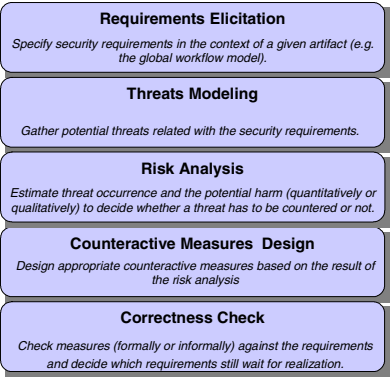 Requirements Elicitation
Specify security requirements in the context of a given artifact (e.g.
the global workflow model).
Threats Modeling
Gather potential threats related with the security requirements.
Risk Analysis
Estimate threat occurrence and the potential harm (quantitatively or
qualitatively) to decide whether a threat has to be countered or not.
Counteractive Measures Design
Design appropriate counteractive measures based on the result of
the risk analysis
Correctness Check
Check measures (formally or informally) against the requirements
and decide which requirements still wait for realization.